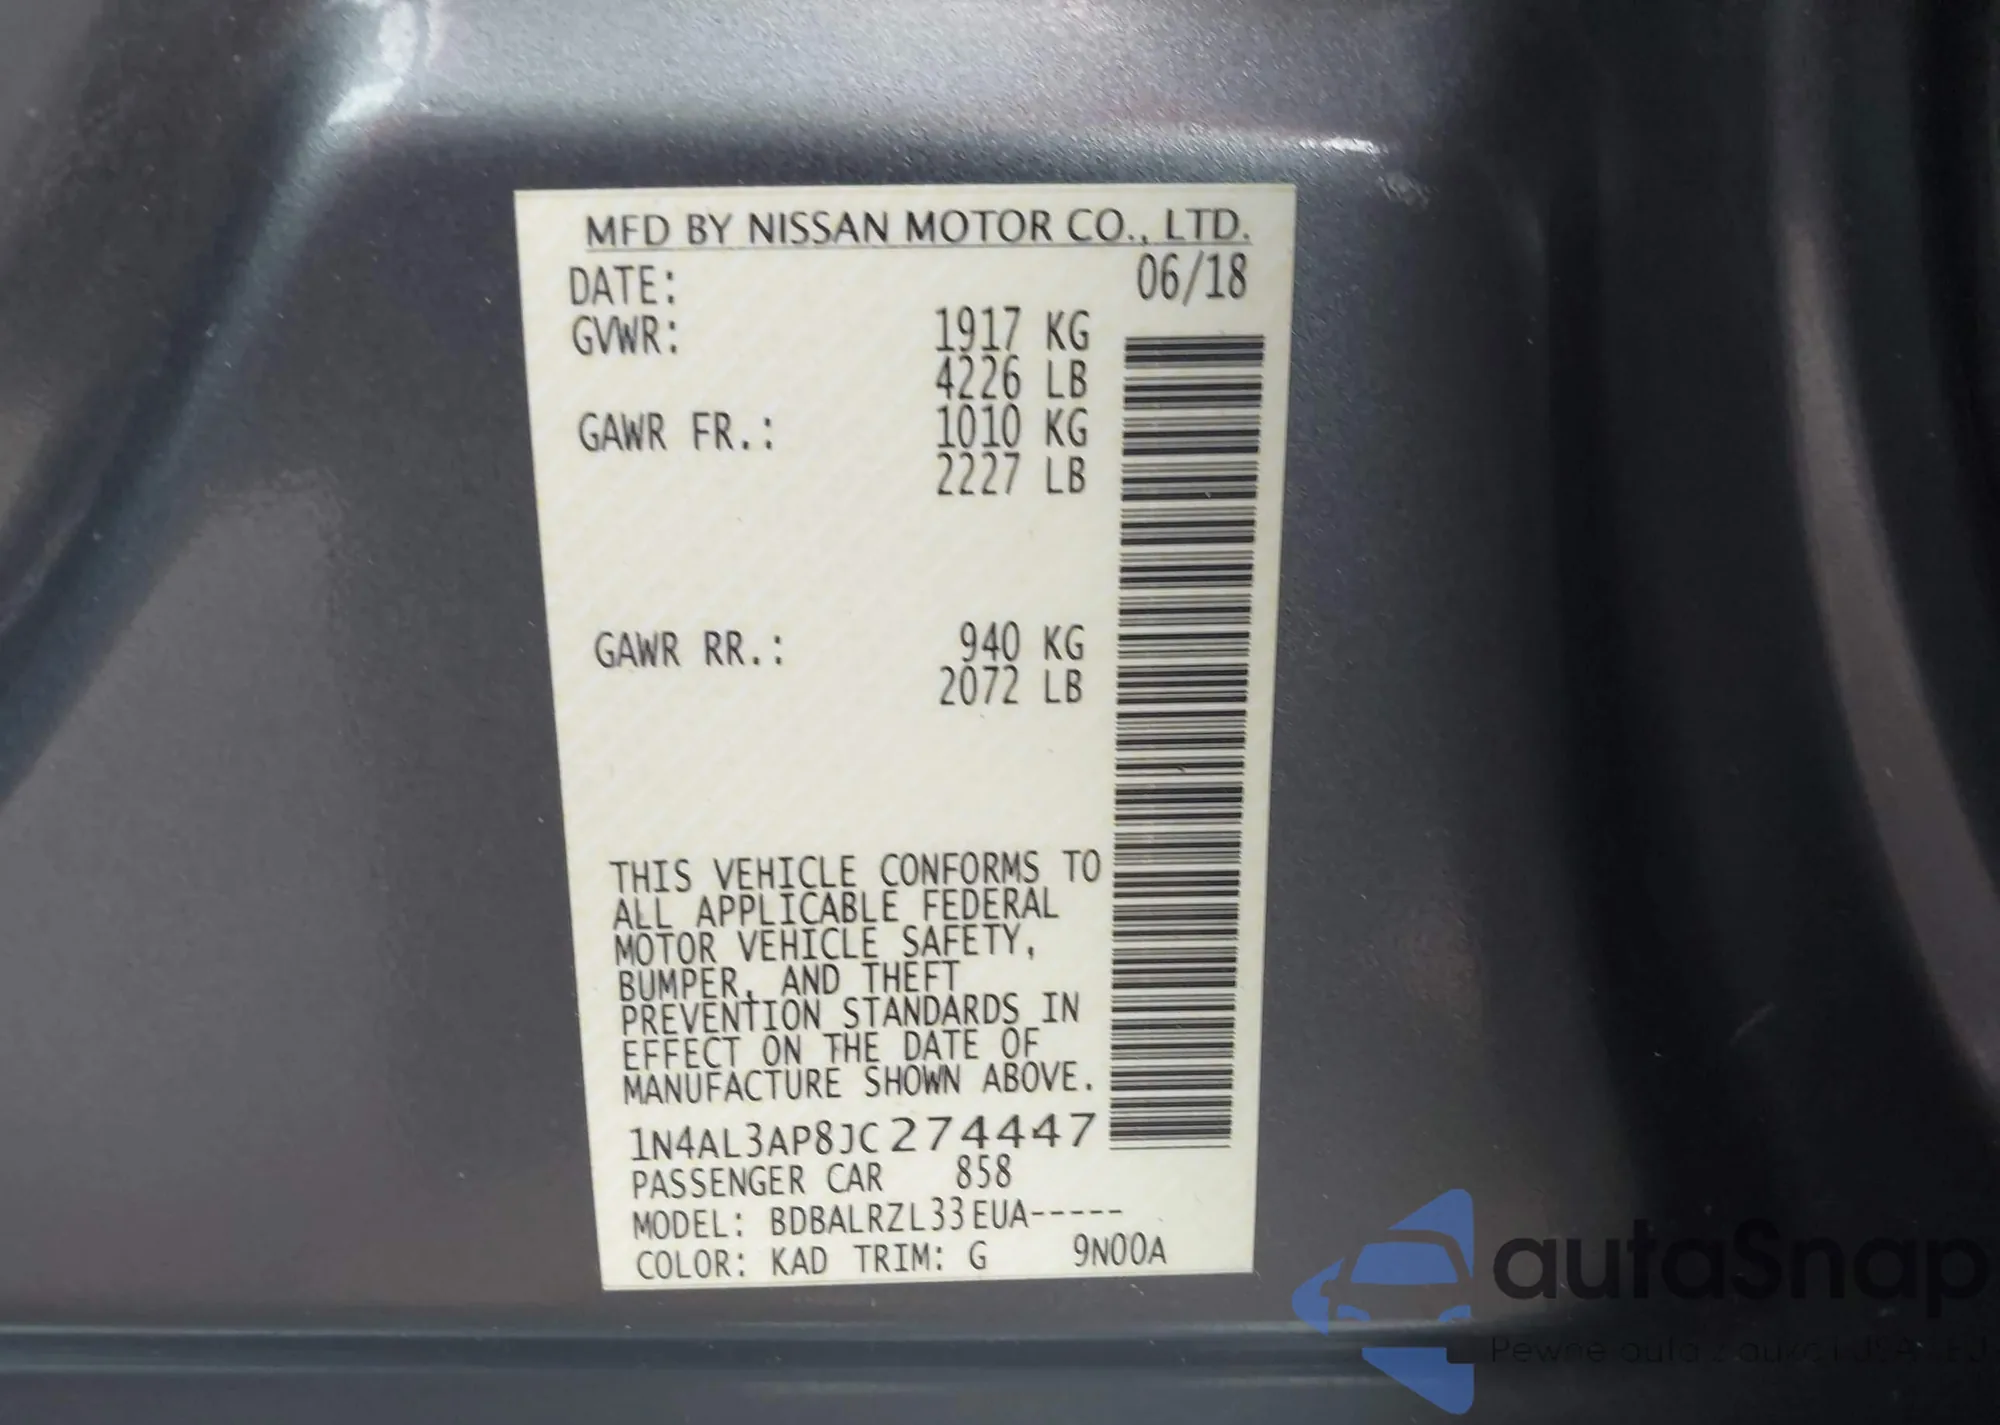 MFD BY NISSAN MOTOR CO., LTD.
DATE: 06/18
GVWR: 1917 KG
4226 LB
GAWR FR.: 1010 KG
2227 LB
GAWR RR.: 940 KG
2072 LB
THIS VEHICLE CONFORMS TO
ALL APPLICABLE FEDERAL
MOTOR VEHICLE SAFETY,
BUMPER, AND THEFT
PREVENTION STANDARDS IN
EFFECT ON THE DATE OF
MANUFACTURE SHOWN ABOVE.
1N4AL3AP8JC274447
PASSENGER CAR 858
MODEL: BDBALRZL33EUA-----
COLOR: KAD TRIM: G 9N00A
autaSnap
Pewne auta z